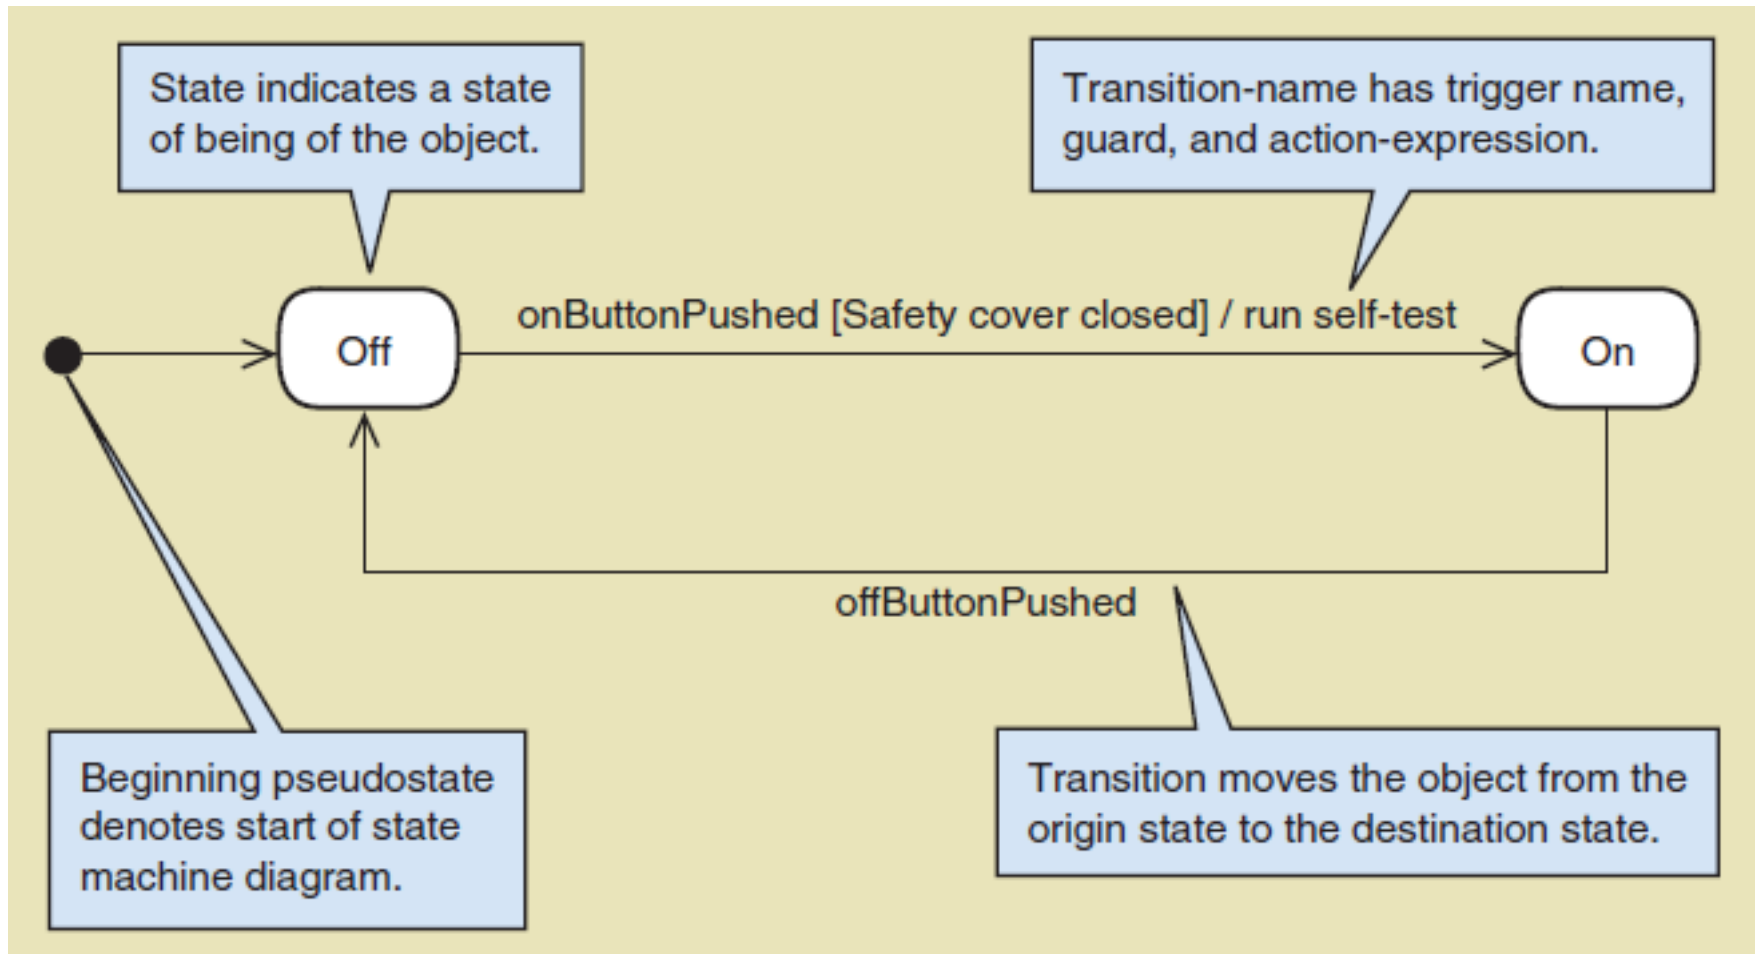 State indicates a state
of being of the object.
Transition-name has trigger name,
guard, and action-expression.
onButtonPushed [Safety cover closed] / run self-test
Off
On
offButtonPushed
Beginning pseudostate
denotes start of state
machine diagram.
Transition moves the object from the
origin state to the destination state.